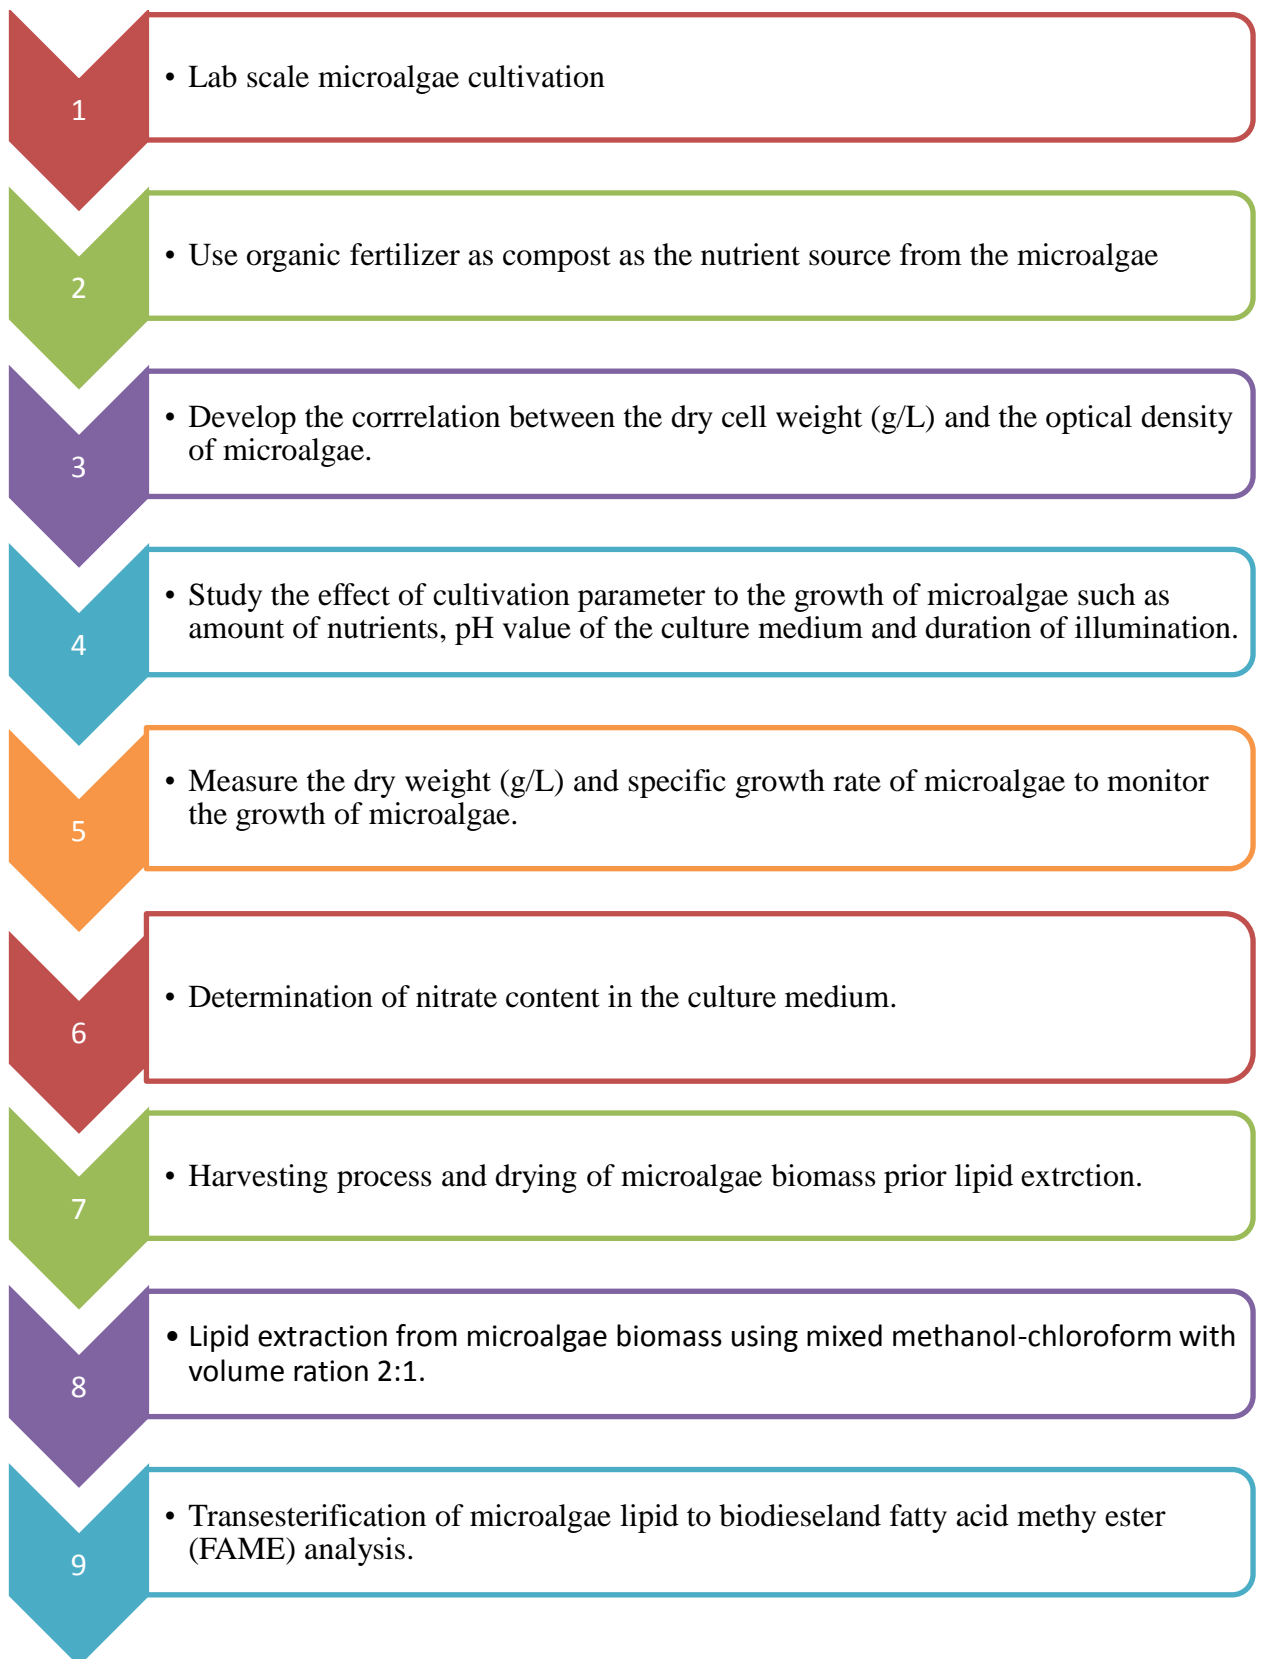 1
• Lab scale microalgae cultivation
2
• Use organic fertilizer as compost as the nutrient source from the microalgae
3
• Develop the corrrelation between the dry cell weight (g/L) and the optical density
of microalgae.
4
• Study the effect of cultivation parameter to the growth of microalgae such as
amount of nutrients, pH value of the culture medium and duration of illumination.
5
• Measure the dry weight (g/L) and specific growth rate of microalgae to monitor
the growth of microalgae.
6
• Determination of nitrate content in the culture medium.
7
• Harvesting process and drying of microalgae biomass prior lipid extrction.
8
• Lipid extraction from microalgae biomass using mixed methanol-chloroform with
volume ration 2:1.
9
• Transesterification of microalgae lipid to biodieseland fatty acid methy ester
(FAME) analysis.